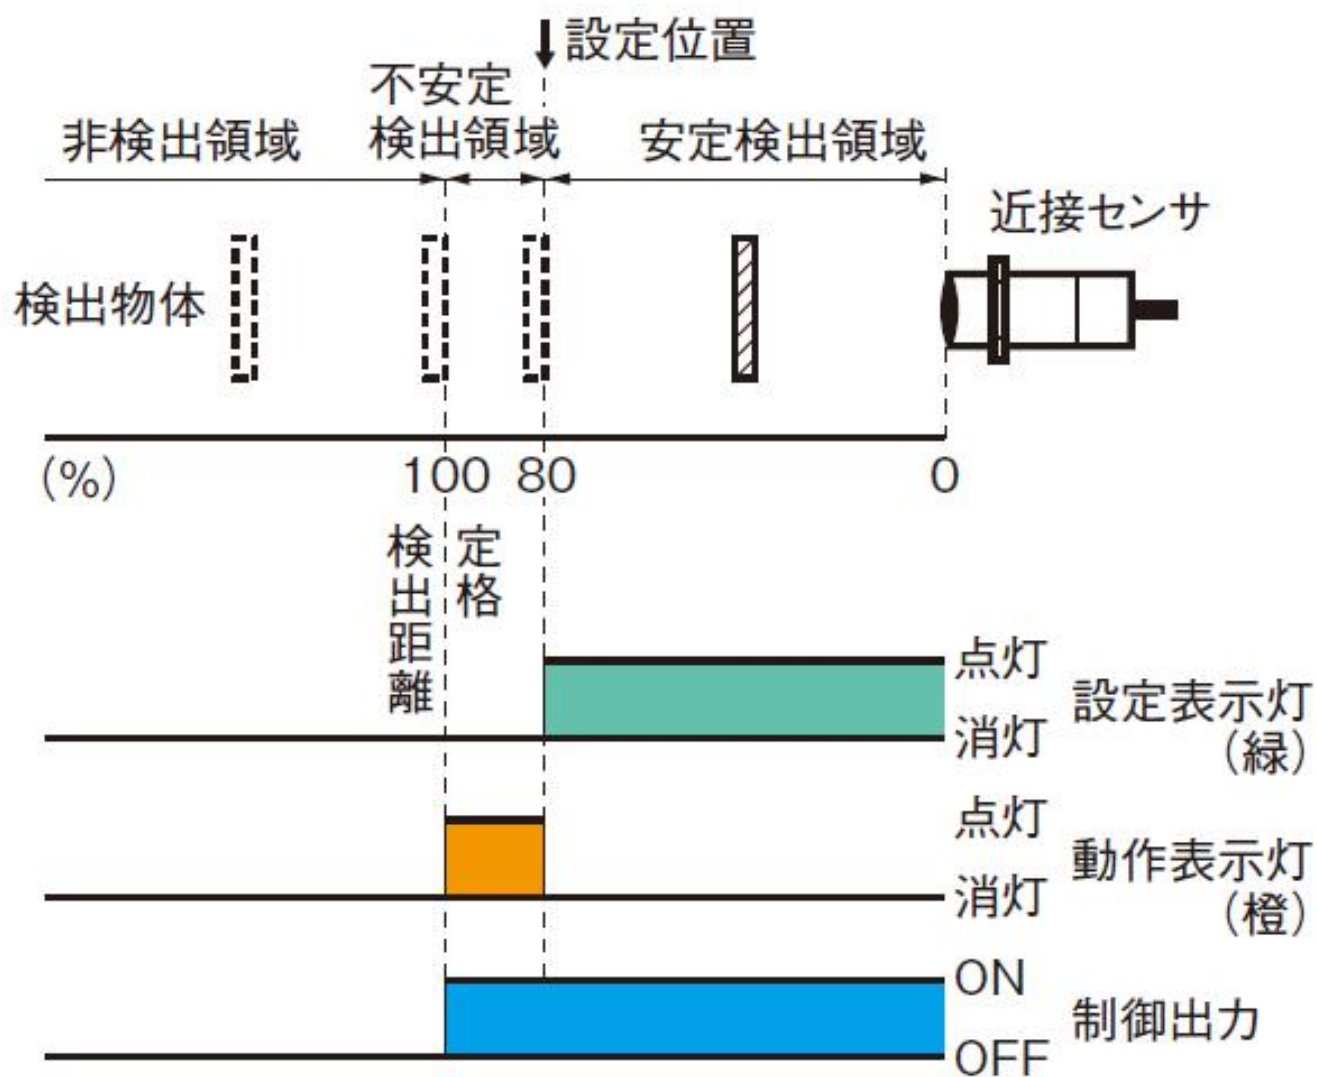 設定位置
不安定
検出領域
非検出領域
安定検出領域
近接センサ
検出物体
(%)
100
80
0
検出距離
定格
点灯
消灯
設定表示灯
(緑)
点灯
消灯
動作表示灯
(橙)
ON
OFF
制御出力